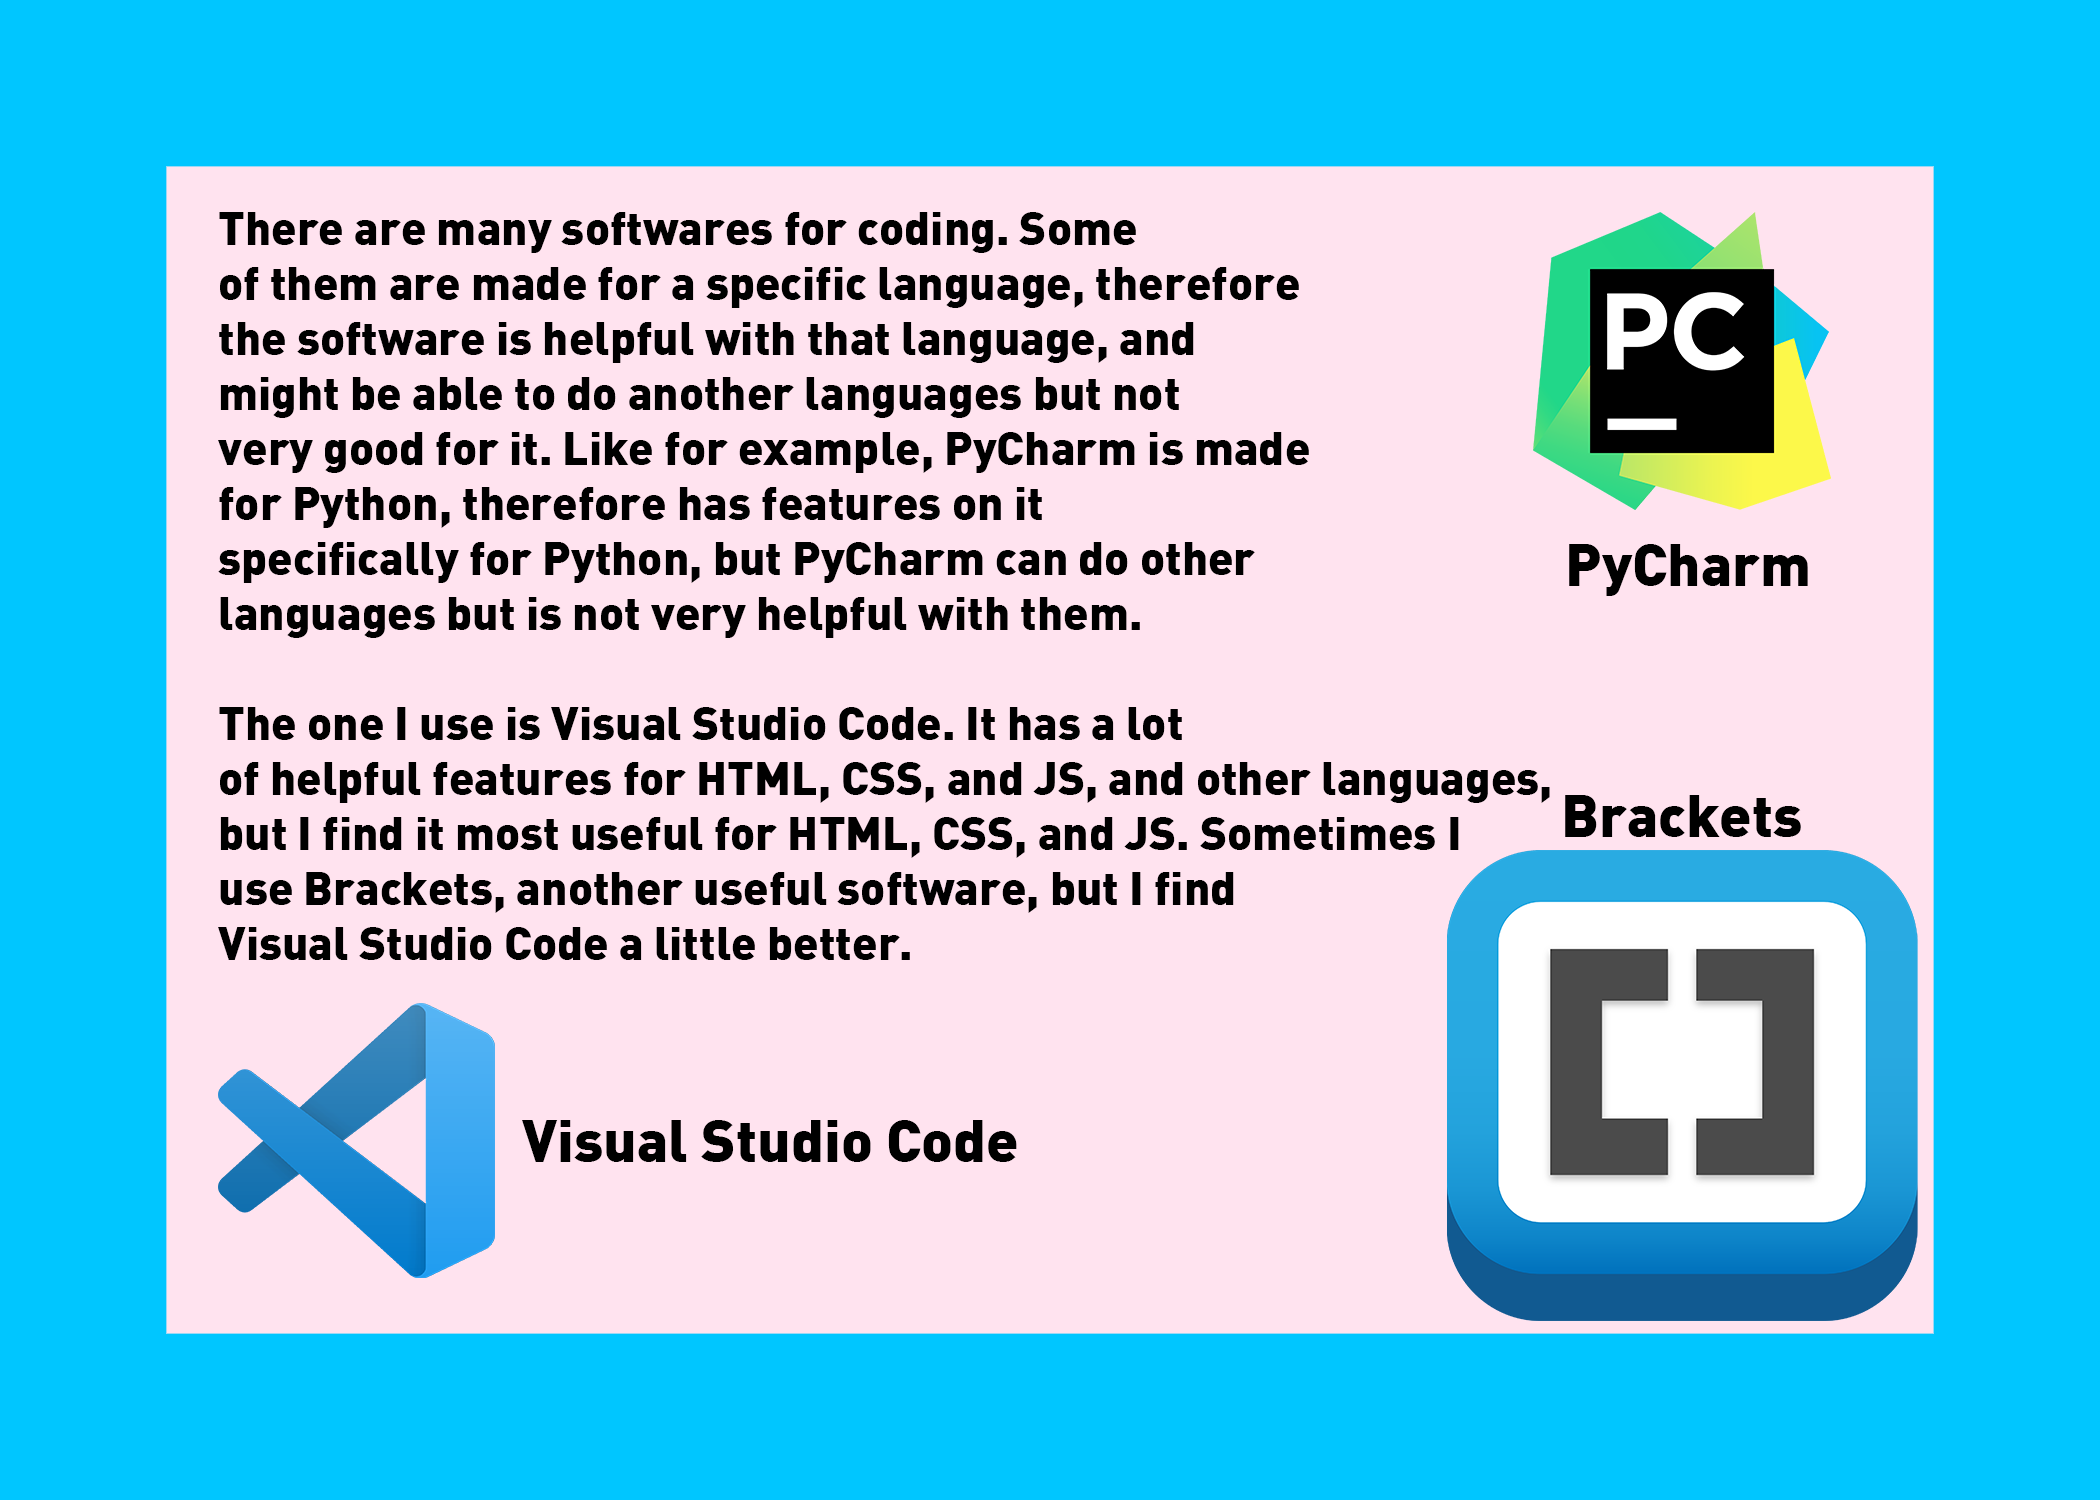 There are many softwares for coding. Some
of them are made for a specific language, therefore
the software is helpful with that language, and
might be able to do another languages but not
very good for it. Like for example, PyCharm is made
for Python, therefore has features on it
specifically for Python, but PyCharm can do other
languages but is not very helpful with them.
PC
PyCharm
The one I use is Visual Studio Code. It has a lot
of helpful features for HTML, CSS, and JS, and other languages,
but I find it most useful for HTML, CSS, and JS. Sometimes I
use Brackets, another useful software, but I find
Visual Studio Code a little better.
Brackets
Visual Studio Code